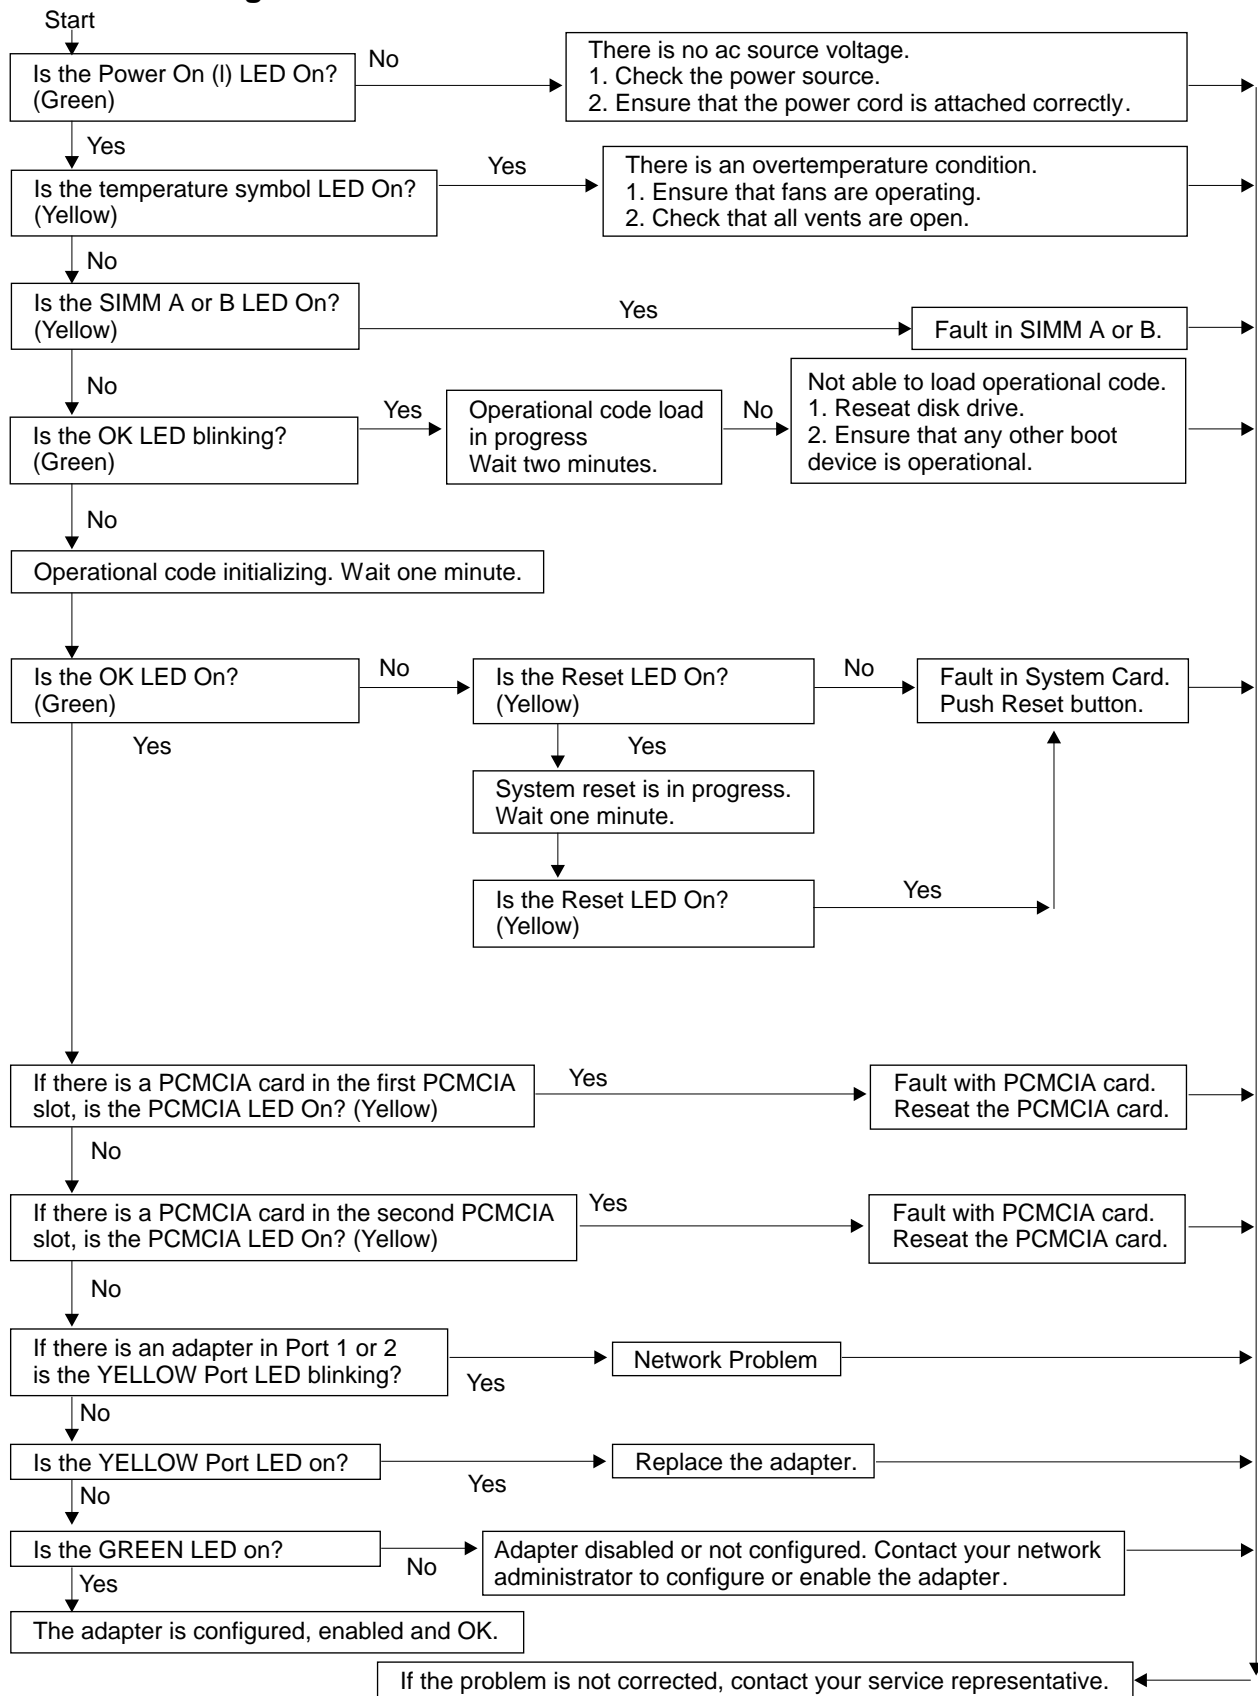 Start
Is the Power On (l) LED On?
(Green)
No
There is no ac source voltage.
1. Check the power source.
2. Ensure that the power cord is attached correctly.
Yes
Is the temperature symbol LED On?
(Yellow)
Yes
There is an overtemperature condition.
1. Ensure that fans are operating.
2. Check that all vents are open.
No
Is the SIMM A or B LED On?
(Yellow)
Yes
Fault in SIMM A or B.
No
Is the OK LED blinking?
(Green)
Yes
Operational code load
in progress
Wait two minutes.
No
Not able to load operational code.
1. Reseat disk drive.
2. Ensure that any other boot
device is operational.
No
Operational code initializing. Wait one minute.
Is the OK LED On?
(Green)
No
Is the Reset LED On?
(Yellow)
No
Fault in System Card.
Push Reset button.
Yes
Yes
System reset is in progress.
Wait one minute.
Is the Reset LED On?
(Yellow)
Yes
If there is a PCMCIA card in the first PCMCIA
slot, is the PCMCIA LED On? (Yellow)
Yes
Fault with PCMCIA card.
Reseat the PCMCIA card.
No
If there is a PCMCIA card in the second PCMCIA
slot, is the PCMCIA LED On? (Yellow)
Yes
Fault with PCMCIA card.
Reseat the PCMCIA card.
No
If there is an adapter in Port 1 or 2
is the YELLOW Port LED blinking?
Yes
Network Problem
No
Is the YELLOW Port LED on?
Yes
Replace the adapter.
No
Is the GREEN LED on?
No
Adapter disabled or not configured. Contact your network
administrator to configure or enable the adapter.
Yes
The adapter is configured, enabled and OK.
If the problem is not corrected, contact your service representative.